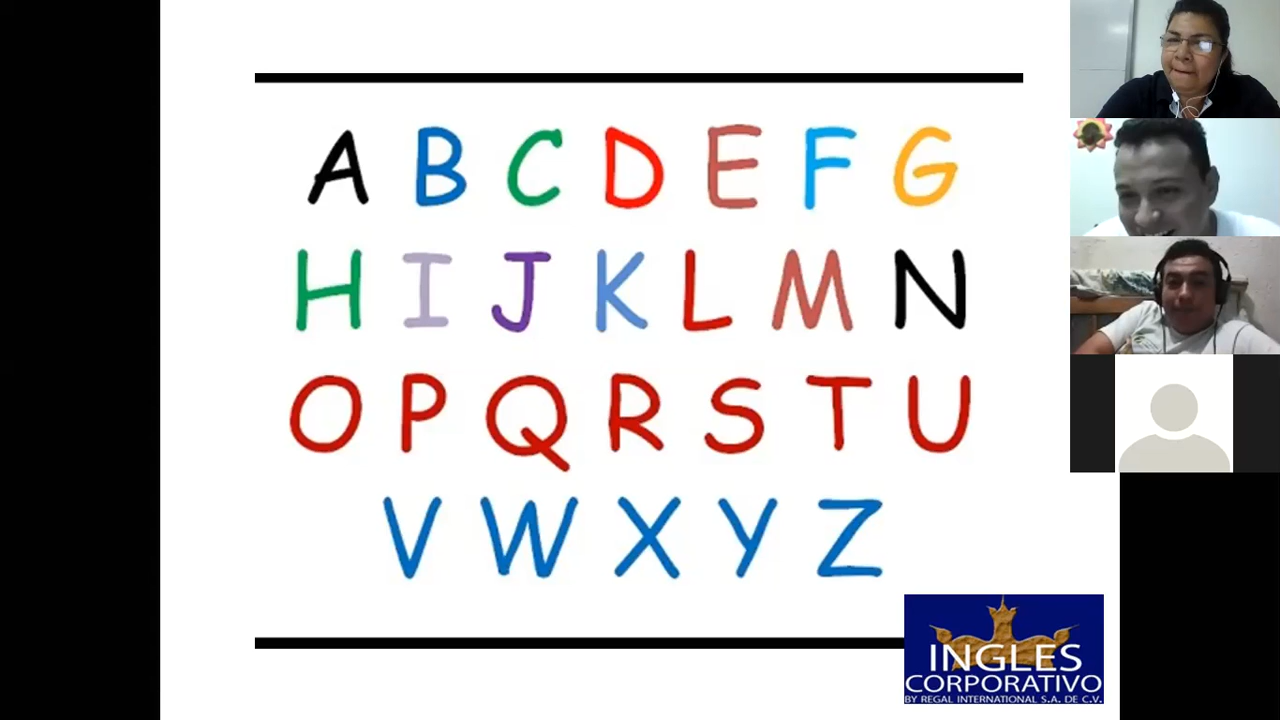 A B C D E F G
H I J K L M N
O P Q R S T U
V W X Y Z
INGLES
CORPORATIVO
BY REGAL INTERNATIONAL S.A. DE C.V.